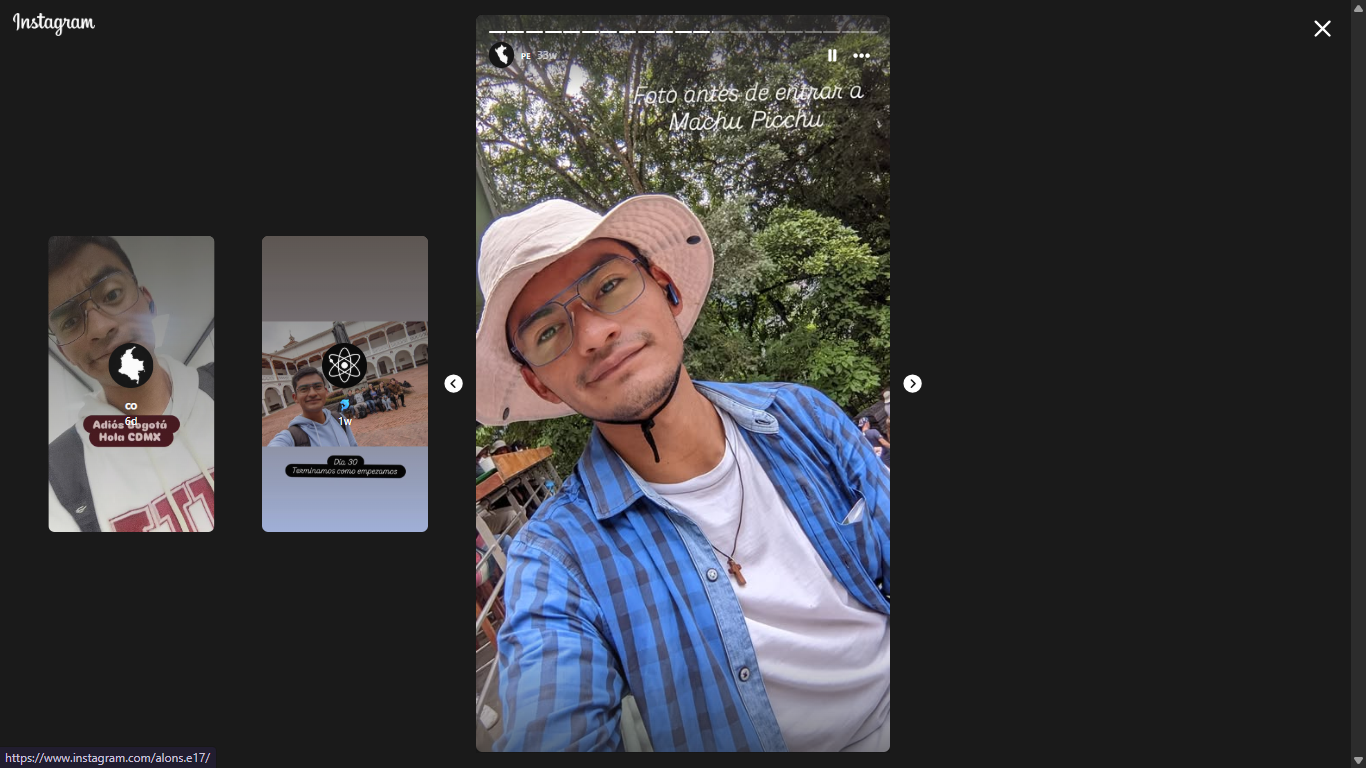 Instagram
PE 33w
Foto antes de entrar a
Machu Picchu
CO
6d
Adiós Bogotá
Hola CDMX
1w
Día 30
Terminamos como empezamos
https://www.instagram.com/alons.e17/